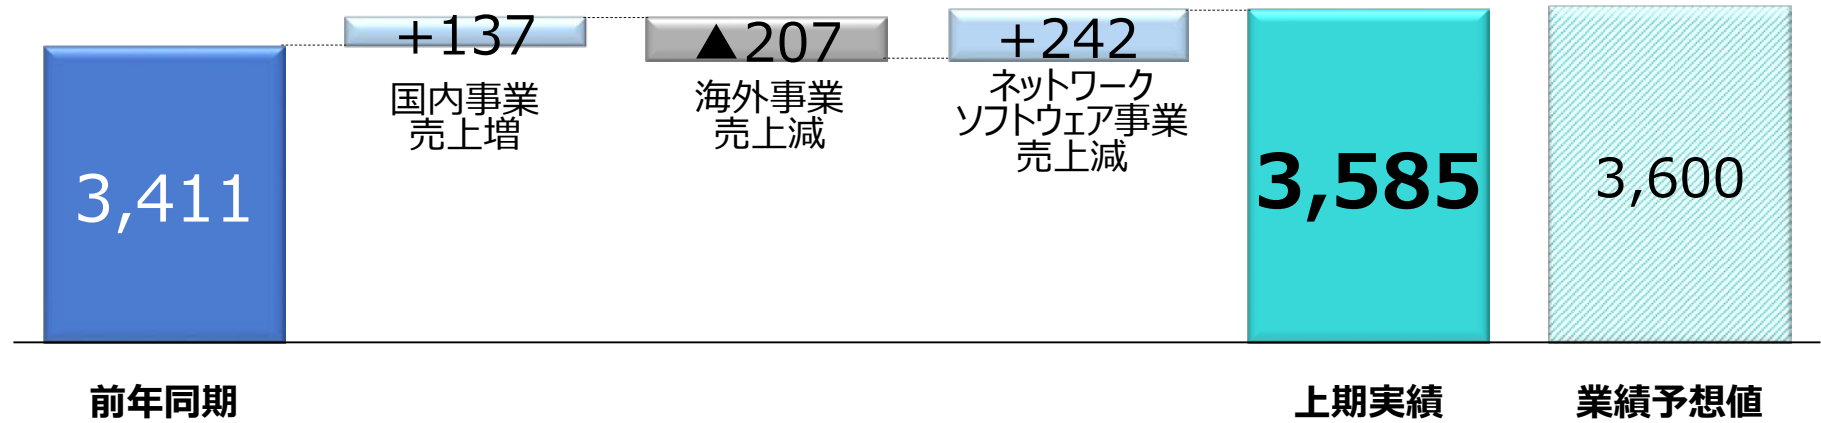 3,411
+137
国内事業
売上増
▲207
海外事業
売上減
+242
ネットワーク
ソフトウェア事業
売上減
3,585
3,600
前年同期
上期実績
業績予想値